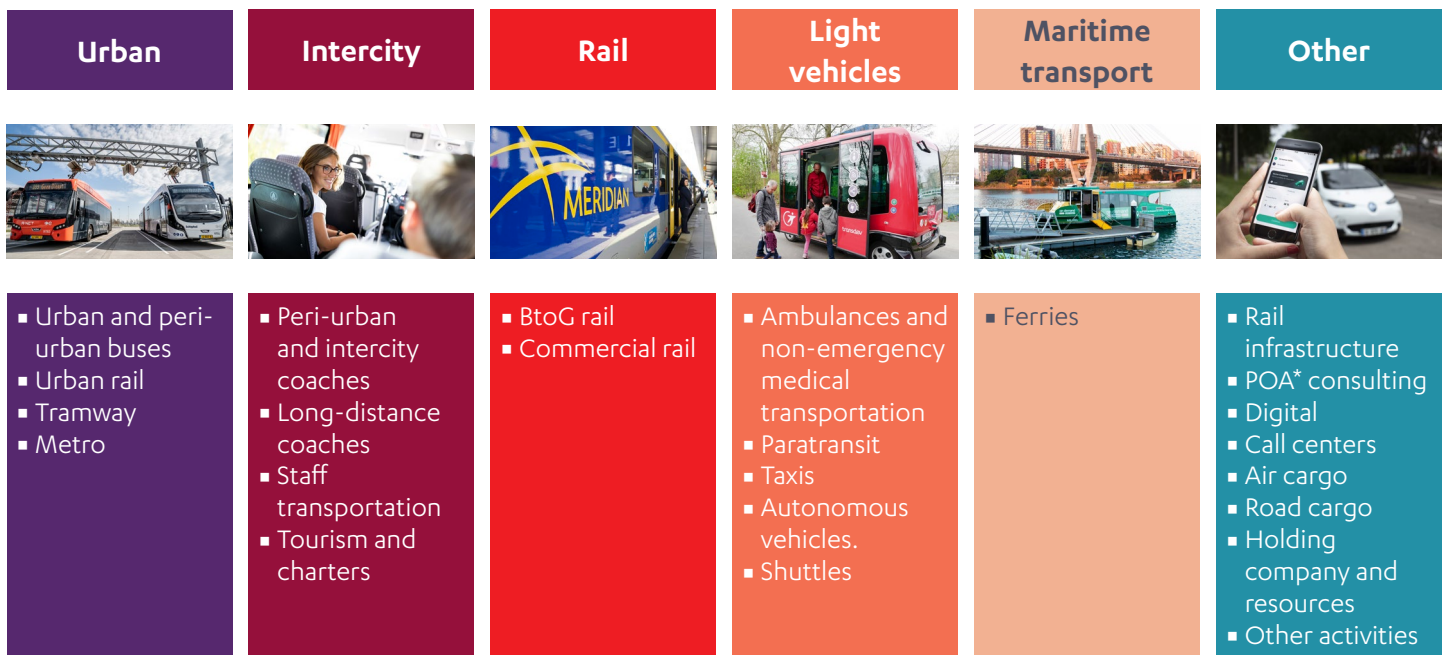 Urban
Intercity
Rail
Light
vehicles
Maritime
transport
Other
MERIDIAN
transdev
■ Urban and peri-
urban buses
■ Urban rail
■ Tramway
■ Metro
■ Peri-urban
and intercity
coaches
■ Long-distance
coaches
■ Staff
transportation
■ Tourism and
charters
■ BtoG rail
■ Commercial rail
■ Ambulances and
non-emergency
medical
transportation
■ Paratransit
■ Taxis
■ Autonomous
vehicles.
■ Shuttles
■ Ferries
■ Rail
infrastructure
■ POA* consulting
■ Digital
■ Call centers
■ Air cargo
■ Road cargo
■ Holding
company and
resources
■ Other activities